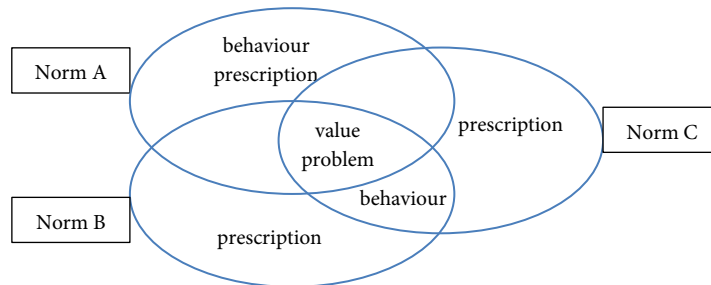 behaviour
prescription
Norm A
value
problem
prescription
Norm C
behaviour
Norm B
prescription